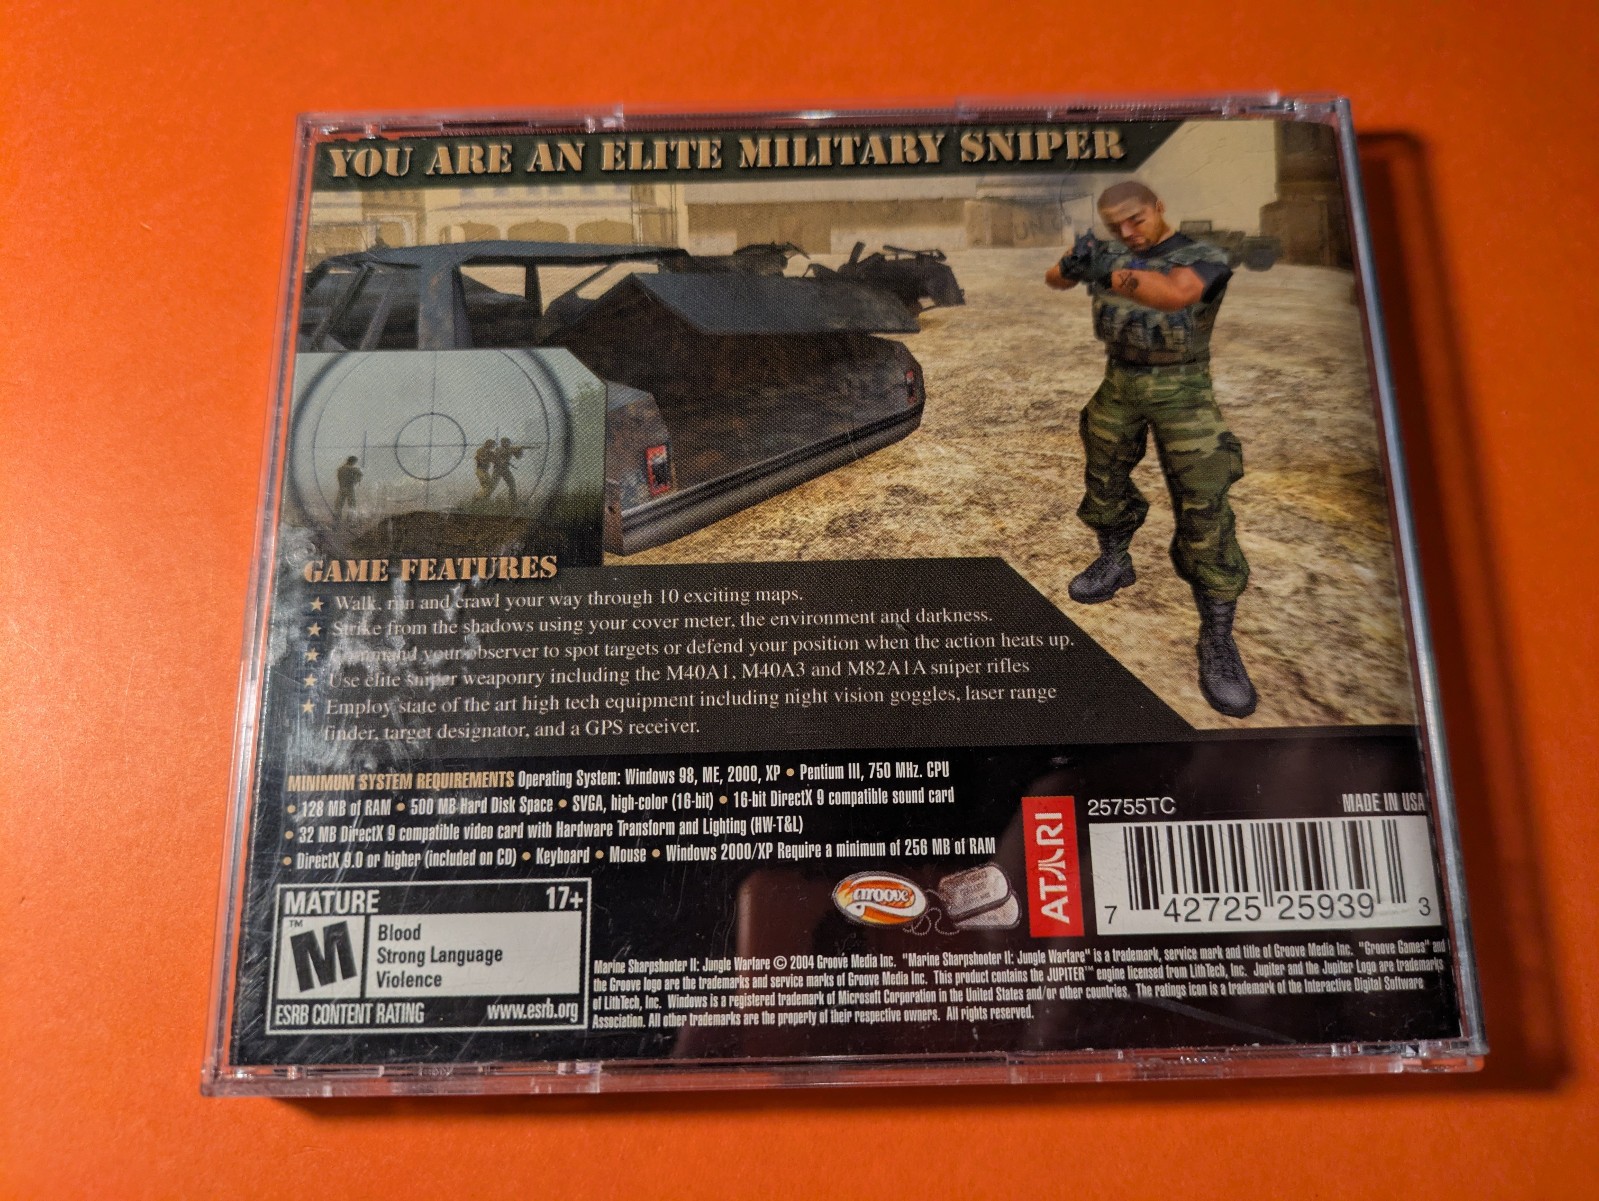 YOU ARE AN ELITE MILITARY SNIPER
GAME FEATURES
★ Walk, run and crawl your way through 10 exciting maps.
★ Strike from the shadows using your cover meter, the environment and darkness.
★ Command your observer to spot targets or defend your position when the action heats up.
★ Use elite sniper weaponry including the M40A1, M40A3 and M82A1A sniper rifles
★ Employ state of the art high tech equipment including night vision goggles, laser range
finder, target designator, and a GPS receiver.
MINIMUM SYSTEM REQUIREMENTS Operating System: Windows 98, ME, 2000, XP • Pentium III, 750 MHz. CPU
• 128 MB of RAM • 500 MB Hard Disk Space • SVGA, high-color (16-bit) • 16-bit DirectX 9 compatible sound card
• 32 MB DirectX 9 compatible video card with Hardware Transform and Lighting (HW-T&L)
• DirectX 9.0 or higher (included on CD) • Keyboard • Mouse • Windows 2000/XP Require a minimum of 256 MB of RAM
MATURE 17+
TM
M
Blood
Strong Language
Violence
ESRB CONTENT RATING www.esrb.org
groove
ATARI
25755TC MADE IN USA
7 42725 25939 3
Marine Sharpshooter II: Jungle Warfare © 2004 Groove Media Inc. "Marine Sharpshooter II: Jungle Warfare" is a trademark, service mark and title of Groove Media Inc. "Groove Games" and
the Groove logo are the trademarks and service marks of Groove Media Inc. This product contains the JUPITER™ engine licensed from LithTech, Inc. Jupiter and the Jupiter Logo are trademarks
of LithTech, Inc. Windows is a registered trademark of Microsoft Corporation in the United States and/or other countries. The ratings icon is a trademark of the Interactive Digital Software
Association. All other trademarks are the property of their respective owners. All rights reserved.